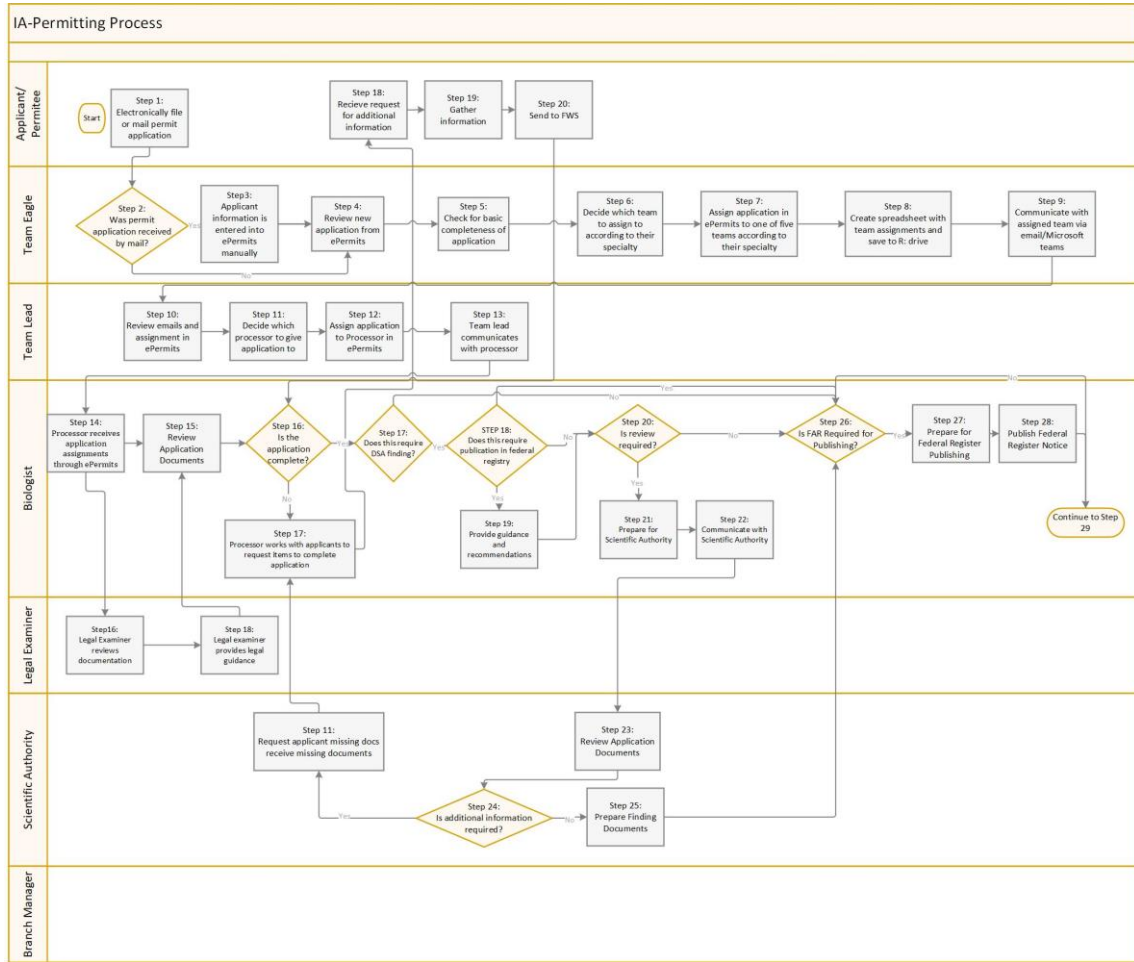 IA-Permitting Process
Applicant/
Permitee
Start
Step 1:
Electronically file
or mail permit
application
Step 18:
Recieve request
for additional
information
Step 19:
Gather
information
Step 20:
Send to FWS
Team Eagle
Step 2:
Was permit
application received
by mail?
Yes
No
Step3:
Applicant
information is
entered into
ePermits
manually
Step 4:
Review new
application from
ePermits
Step 5:
Check for basic
completeness of
application
Step 6:
Decide which team
to assign to
according to their
specialty
Step 7:
Assign application in
ePermits to one of five
teams according to
their specialty
Step 8:
Create spreadsheet with
team assignments and
save to R: drive
Step 9:
Communicate with
assigned team via
email/Microsoft
teams
Team Lead
Step 10:
Review emails and
assignment in
ePermits
Step 11:
Decide which
processor to give
application to
Step 12:
Assign application
to Processor in
ePermits
Step 13:
Team lead
communicates
with processor
Biologist
Step 14:
Processor receives
application
assignments
through ePermits
Step 15:
Review
Application
Documents
Step 16:
Is the
application
complete?
Yes
No
Step 17:
Does this require
DSA finding?
Yes
No
STEP 18:
Does this require
publication in federal
registry
Yes
No
Yes
Step 19:
Provide guidance
and
recommendations
Step 20:
Is review
required?
No
Yes
Step 21:
Prepare for
Scientific Authority
Step 22:
Communicate with
Scientific Authority
Step 26:
Is FAR Required for
Publishing?
Yes
No
Step 27:
Prepare for
Federal Register
Publishing
Step 28:
Publish Federal
Register Notice
Continue to Step
29
Step 17:
Processor works with applicants to
request items to complete
application
Legal Examiner
Step16:
Legal Examiner
reviews
documentation
Step 18:
Legal examiner
provides legal
guidance
Scientific Authority
Step 11:
Request applicant missing docs
receive missing documents
Step 23:
Review Application
Documents
Step 24:
Is additional information
required?
Yes
No
Step 25:
Prepare Finding
Documents
Branch Manager